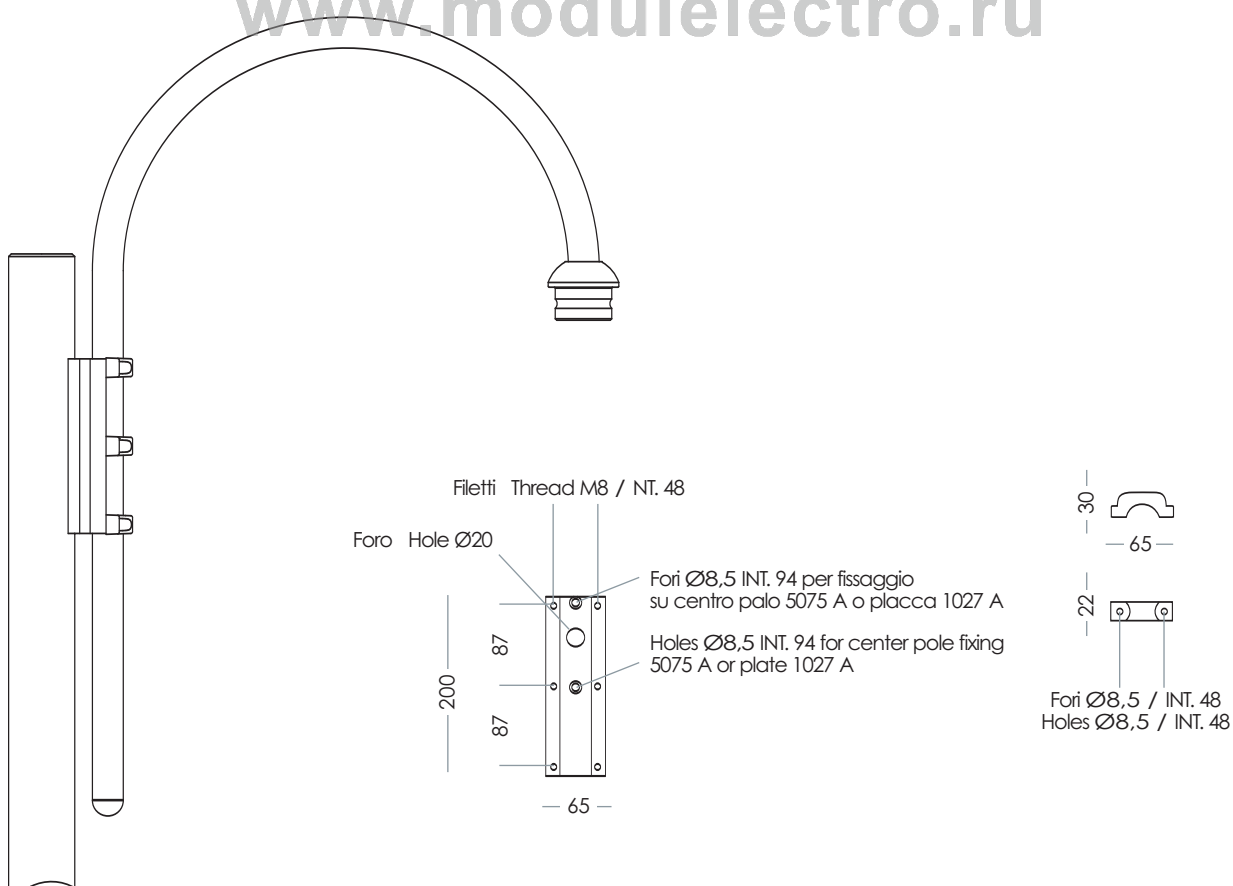 www.modulelectro.ru
Filetti Thread M8 / NT. 48
Foro Hole Ø20
Fori Ø8,5 INT. 94 per fissaggio
su centro palo 5075 A o placca 1027 A
Holes Ø8,5 INT. 94 for center pole fixing
5075 A or plate 1027 A
87
200
87
65
30
65
22
Fori Ø8,5 / INT. 48
Holes Ø8,5 / INT. 48